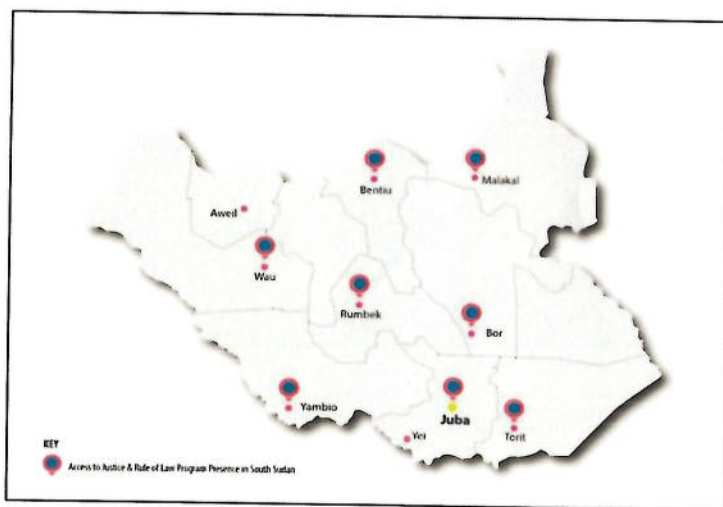 Bentiu
Malakal
Aweil
Wau
Rumbek
Bor
Yambio
Juba
Yei
Torit
KEY
Access to Justice & Rule of Law Program Presence in South Sudan